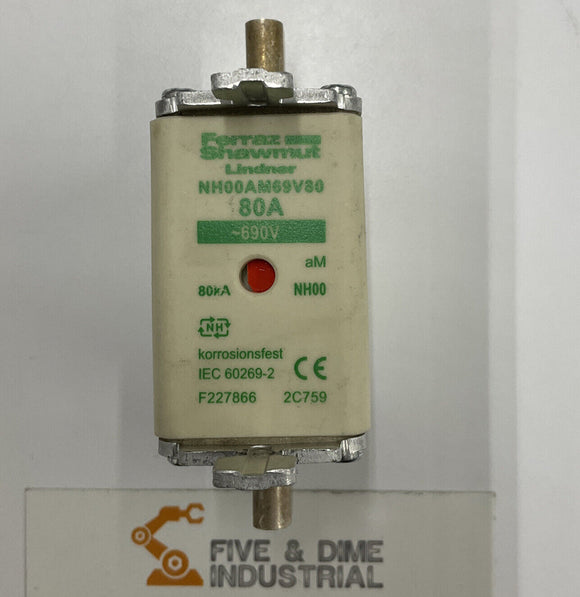 Ferraz
Shawmut
Lindner
NH00AM69V80
80A
~690V
aM
80kA NH00
NH
korrosionsfest
IEC 60269-2 CE
F227866 2C759
FIVE & DIME
INDUSTRIAL